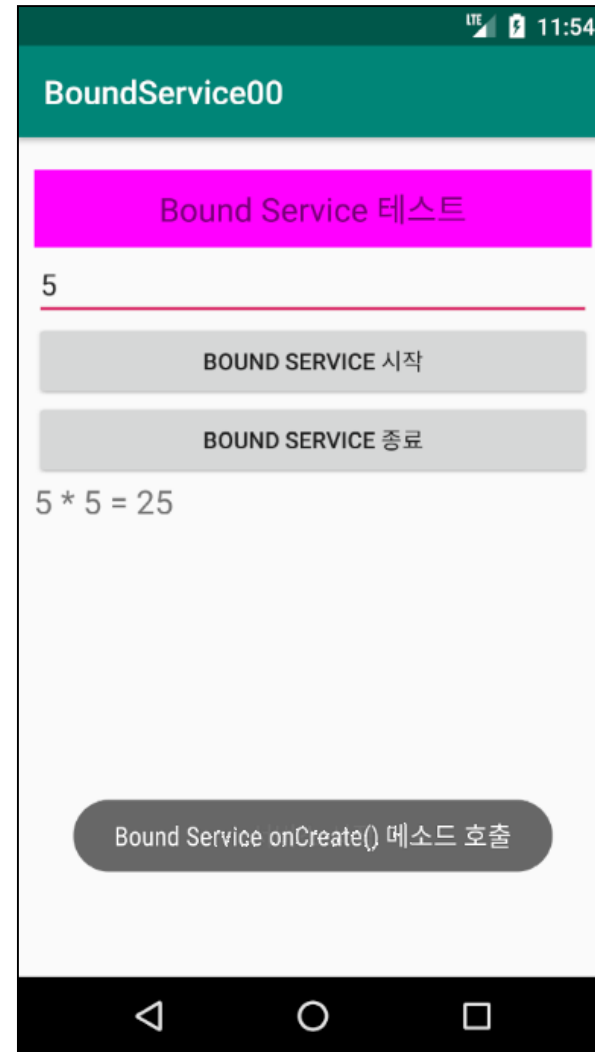 LTE 11:54
BoundService00
Bound Service 테스트
5
BOUND SERVICE 시작
BOUND SERVICE 종료
5 * 5 = 25
Bound Service onCreate() 메소드 호출